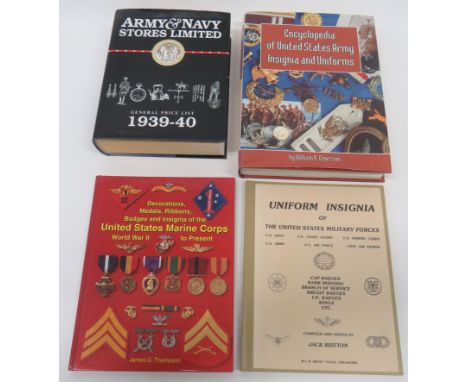 ARMY & NAVY
STORES LIMITED
GENERAL PRICE LIST
1939-40
Encyclopedia
of United States Army
Insignia and Uniforms
by William K. Emerson
Decorations,
Medals, Ribbons,
Badges and Insignia of the
United States Marine Corps
World War II to Present
James G. Thompson
UNIFORM INSIGNIA
OF
THE UNITED STATES MILITARY FORCES
U.S. NAVY U.S. COAST GUARD U.S. MARINE CORPS
U.S. ARMY U.S. AIR FORCE CIVIL AIR PATROL
CAP BADGES
RANK INSIGNIA
BRANCH OF SERVICE
BREAST BADGES
I.D. BADGES
WINGS
ETC.
COMPILED AND EDITED BY
JACK BRITTON